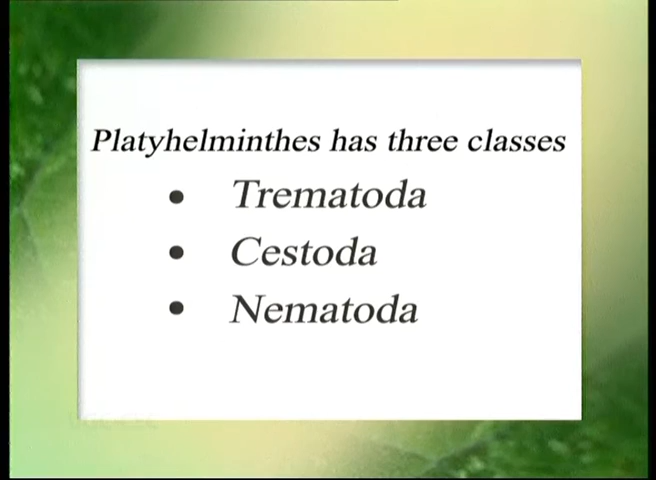 Platyhelminthes has three classes
• Trematoda
• Cestoda
• Nematoda